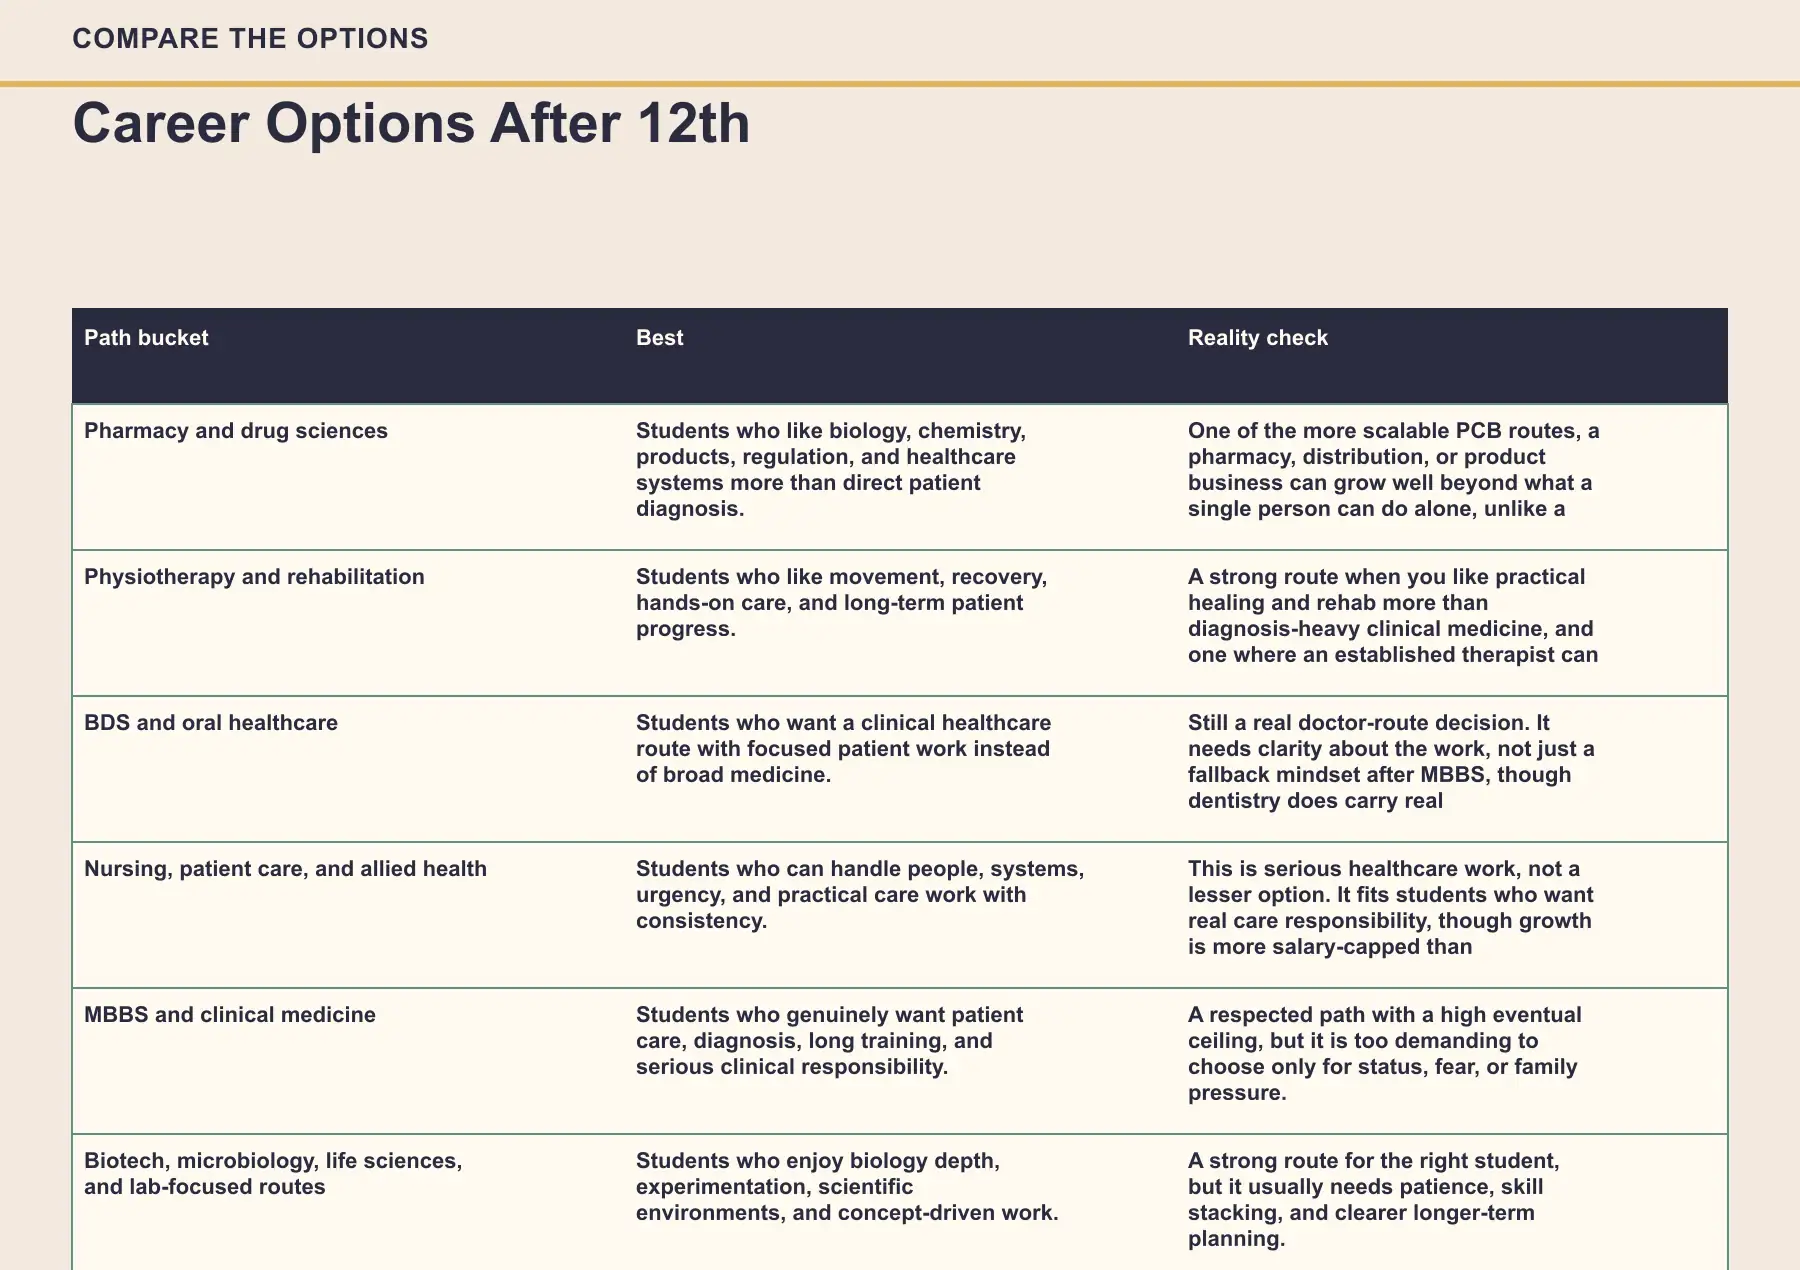 COMPARE THE OPTIONS
Career Options After 12th
Path bucket
Best
Reality check
Pharmacy and drug sciences
Students who like biology, chemistry,
products, regulation, and healthcare
systems more than direct patient
diagnosis.
One of the more scalable PCB routes, a
pharmacy, distribution, or product
business can grow well beyond what a
single person can do alone, unlike a
Physiotherapy and rehabilitation
Students who like movement, recovery,
hands-on care, and long-term patient
progress.
A strong route when you like practical
healing and rehab more than
diagnosis-heavy clinical medicine, and
one where an established therapist can
BDS and oral healthcare
Students who want a clinical healthcare
route with focused patient work instead
of broad medicine.
Still a real doctor-route decision. It
needs clarity about the work, not just a
fallback mindset after MBBS, though
dentistry does carry real
Nursing, patient care, and allied health
Students who can handle people, systems,
urgency, and practical care work with
consistency.
This is serious healthcare work, not a
lesser option. It fits students who want
real care responsibility, though growth
is more salary-capped than
MBBS and clinical medicine
Students who genuinely want patient
care, diagnosis, long training, and
serious clinical responsibility.
A respected path with a high eventual
ceiling, but it is too demanding to
choose only for status, fear, or family
pressure.
Biotech, microbiology, life sciences,
and lab-focused routes
Students who enjoy biology depth,
experimentation, scientific
environments, and concept-driven work.
A strong route for the right student,
but it usually needs patience, skill
stacking, and clearer longer-term
planning.